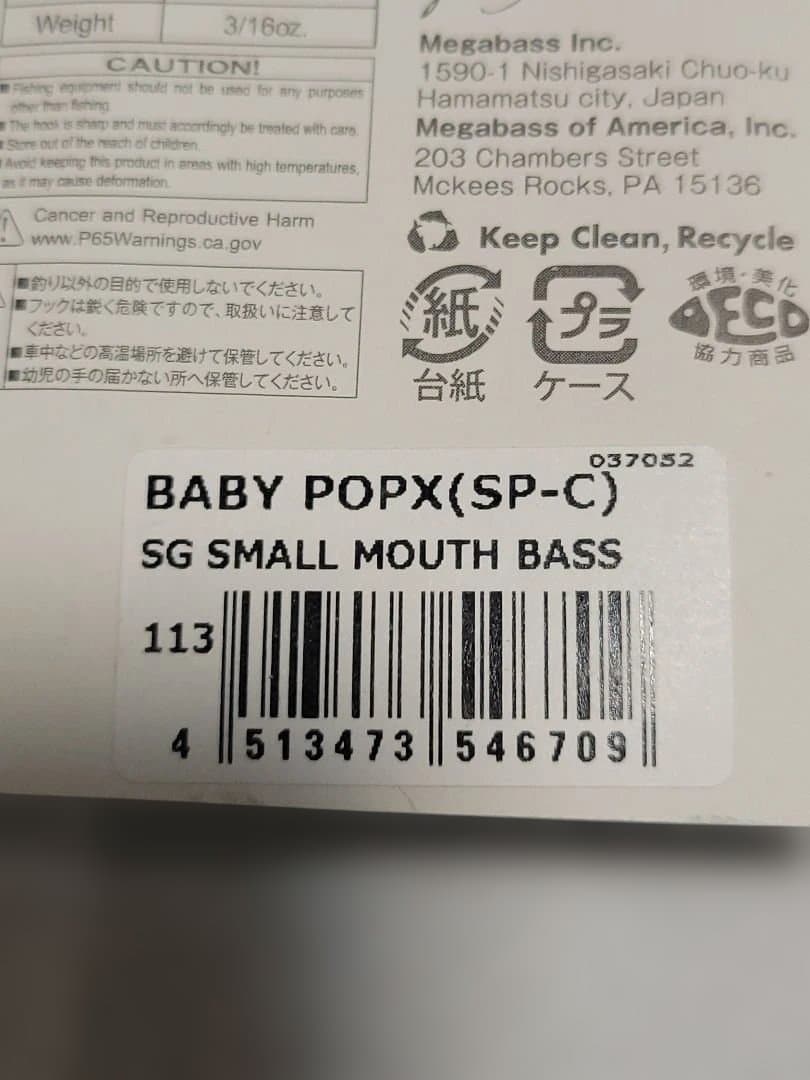 Weight 3/16oz.
CAUTION!
■Fishing equipment should not be used for any purposes
other than fishing.
■The hook is sharp and must accordingly be treated with care.
■Store out of the reach of children.
■Avoid keeping this product in areas with high temperatures,
as it may cause deformation.
Cancer and Reproductive Harm
www.P65Warnings.ca.gov
■釣り以外の目的で使用しないでください。
■フックは鋭く危険ですので、取扱いに注意して
ください。
■車中などの高温場所を避けて保管してください。
■幼児の手の届かない所へ保管してください。
Megabass Inc.
1590-1 Nishigasaki Chuo-ku
Hamamatsu city, Japan
Megabass of America, Inc.
203 Chambers Street
Mckees Rocks, PA 15136
Keep Clean, Recycle
紙
台紙
プラ
ケース
環境・美化
ECO
協力商品
037052
BABY POPX(SP-C)
SG SMALL MOUTH BASS
113
4 513473 546709